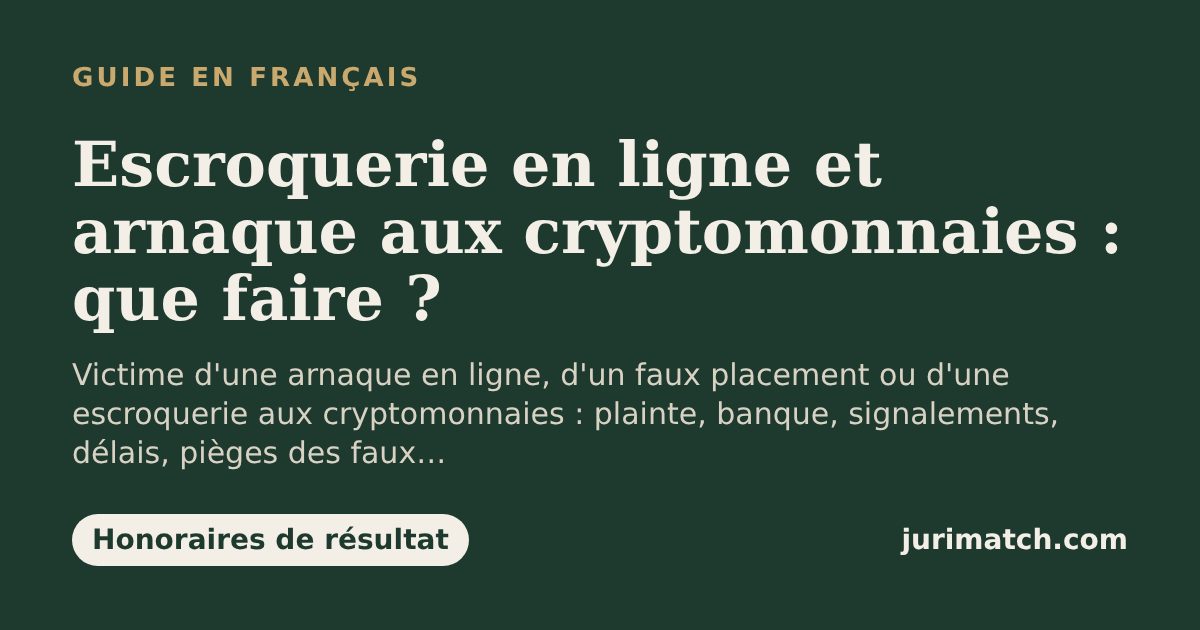 GUIDE EN FRANÇAIS
Escroquerie en ligne et
arnaque aux cryptomonnaies :
que faire ?
Victime d'une arnaque en ligne, d'un faux placement ou d'une
escroquerie aux cryptomonnaies : plainte, banque, signalements,
délais, pièges des faux…
Honoraires de résultat
jurimatch.com